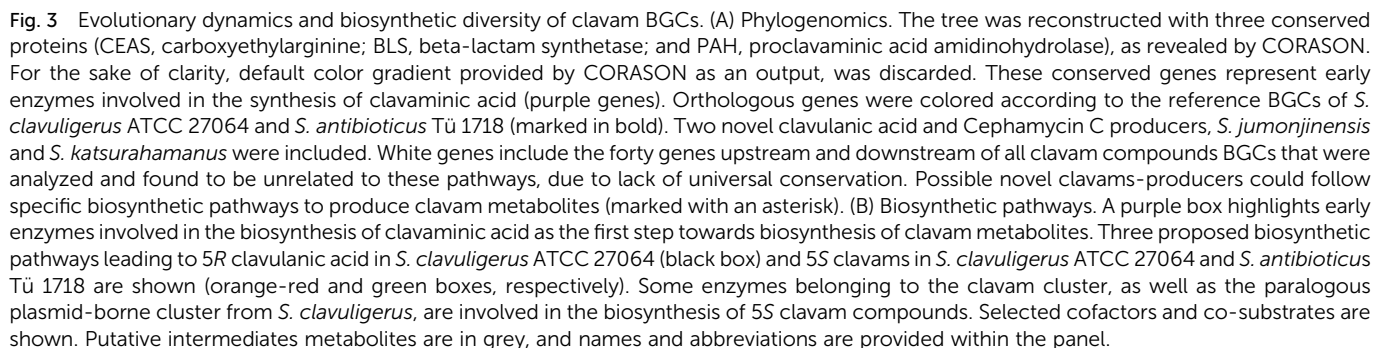 Fig. 3 Evolutionary dynamics and biosynthetic diversity of clavam BGCs. (A) Phylogenomics. The tree was reconstructed with three conserved
proteins (CEAS, carboxyethylarginine; BLS, beta-lactam synthetase; and PAH, proclavaminic acid amidinohydrolase), as revealed by CORASON.
For the sake of clarity, default color gradient provided by CORASON as an output, was discarded. These conserved genes represent early
enzymes involved in the synthesis of clavaminic acid (purple genes). Orthologous genes were colored according to the reference BGCs of S.
clavuligerus ATCC 27064 and S. antibioticus Tü 1718 (marked in bold). Two novel clavulanic acid and Cephamycin C producers, S. jumonjinensis
and S. katsurahamanus were included. White genes include the forty genes upstream and downstream of all clavam compounds BGCs that were
analyzed and found to be unrelated to these pathways, due to lack of universal conservation. Possible novel clavams-producers could follow
specific biosynthetic pathways to produce clavam metabolites (marked with an asterisk). (B) Biosynthetic pathways. A purple box highlights early
enzymes involved in the biosynthesis of clavaminic acid as the first step towards biosynthesis of clavam metabolites. Three proposed biosynthetic
pathways leading to 5R clavulanic acid in S. clavuligerus ATCC 27064 (black box) and 5S clavams in S. clavuligerus ATCC 27064 and S. antibioticus
Tü 1718 are shown (orange-red and green boxes, respectively). Some enzymes belonging to the clavam cluster, as well as the paralogous
plasmid-borne cluster from S. clavuligerus, are involved in the biosynthesis of 5S clavam compounds. Selected cofactors and co-substrates are
shown. Putative intermediates metabolites are in grey, and names and abbreviations are provided within the panel.